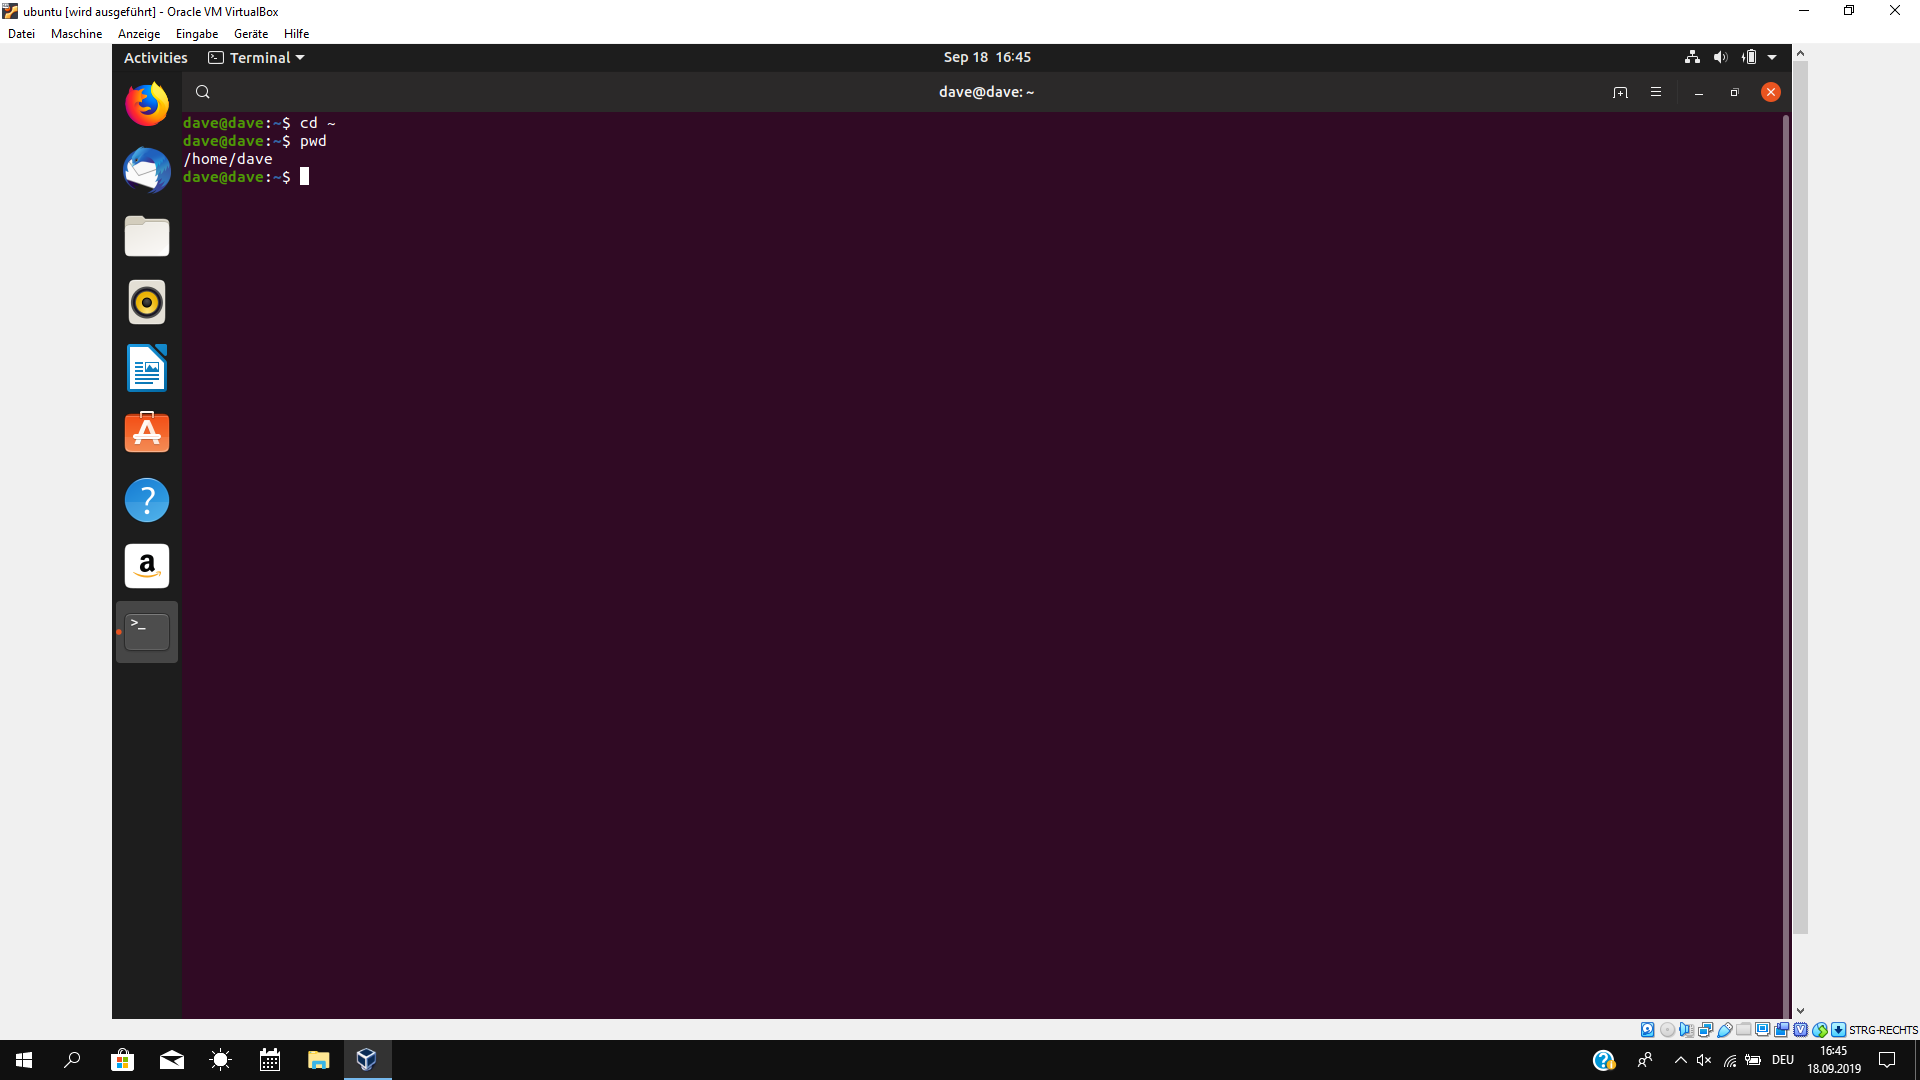 ubuntu [wird ausgeführt] - Oracle VM VirtualBox
Datei Maschine Anzeige Eingabe Geräte Hilfe
Activities Terminal Sep 18 16:45
dave@dave: ~
dave@dave:~$ cd ~
dave@dave:~$ pwd
/home/dave
dave@dave:~$
?
a
>_
STRG-RECHTS
DEU
16:45
18.09.2019